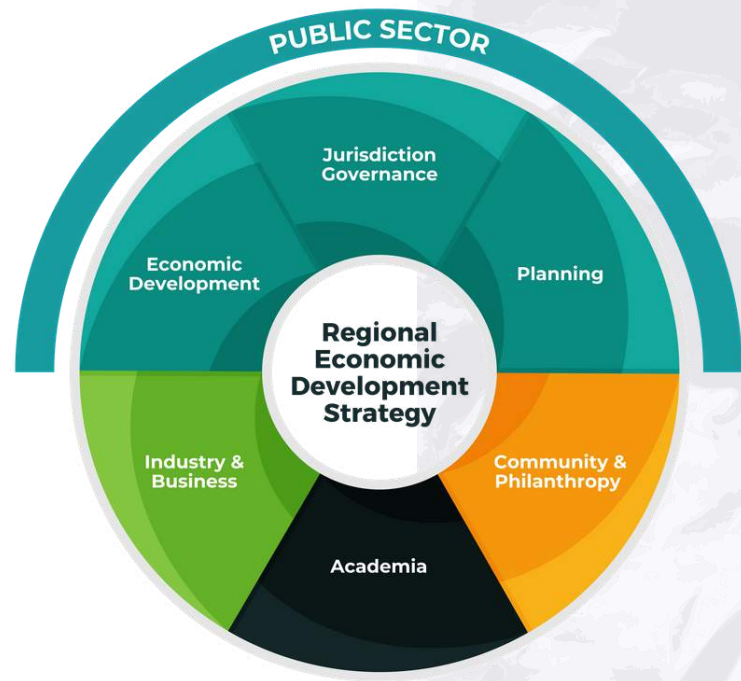 PUBLIC SECTOR
Jurisdiction
Governance
Economic
Development
Planning
Regional
Economic
Development
Strategy
Industry &
Business
Community &
Philanthropy
Academia